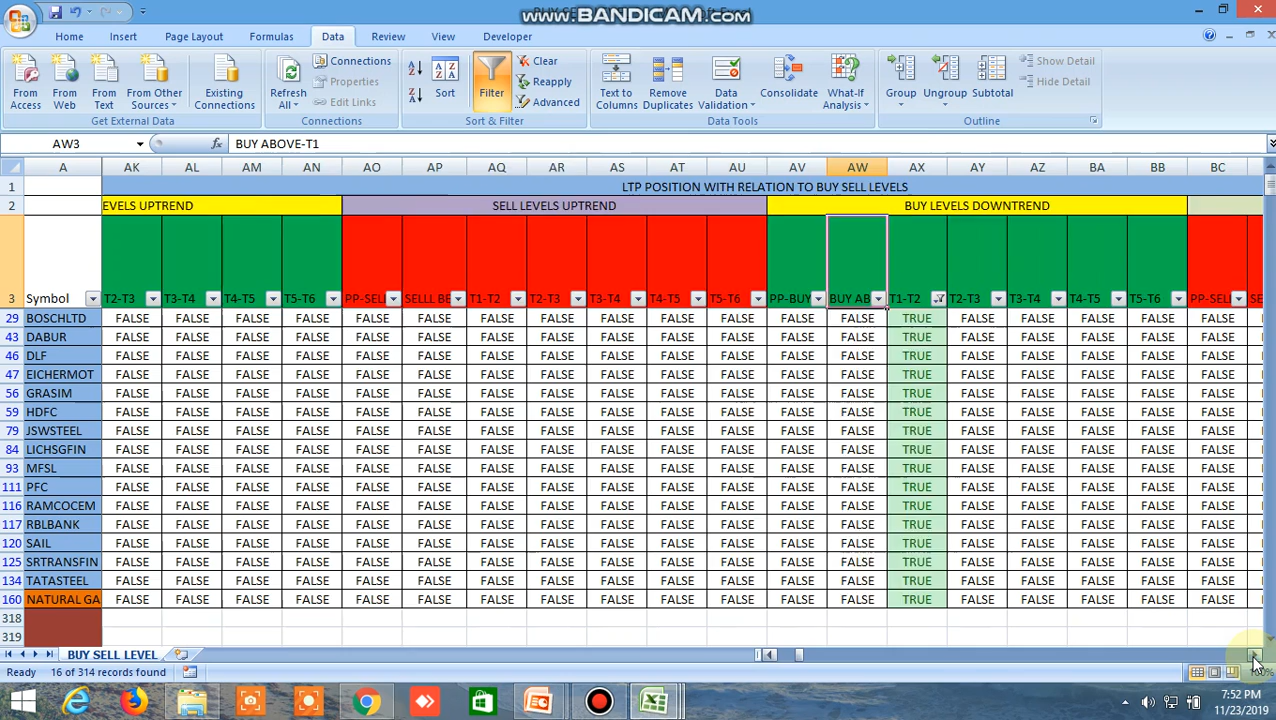 www.BANDICAM.com
Home Insert Page Layout Formulas Data Review View Developer
From Access From Web From Text From Other Sources Existing Connections Refresh All Connections Properties Edit Links Sort Filter Clear Reapply Advanced Text to Columns Remove Duplicates Data Validation Consolidate What-If Analysis Group Ungroup Subtotal Show Detail Hide Detail
Get External Data Connections Sort & Filter Data Tools Outline
AW3 fx BUY ABOVE-T1
A AK AL AM AN AO AP AQ AR AS AT AU AV AW AX AY AZ BA BB BC
1 LTP POSITION WITH RELATION TO BUY SELL LEVELS
2 EVELS UPTREND SELL LEVELS UPTREND BUY LEVELS DOWNTREND
3 Symbol T2-T3 T3-T4 T4-T5 T5-T6 PP-SELL SELLL BE T1-T2 T2-T3 T3-T4 T4-T5 T5-T6 PP-BUY BUY AB T1-T2 T2-T3 T3-T4 T4-T5 T5-T6 PP-SEL SE
29 BOSCHLTD FALSE FALSE FALSE FALSE FALSE FALSE FALSE FALSE FALSE FALSE FALSE FALSE FALSE TRUE FALSE FALSE FALSE FALSE FALSE
43 DABUR FALSE FALSE FALSE FALSE FALSE FALSE FALSE FALSE FALSE FALSE FALSE FALSE FALSE TRUE FALSE FALSE FALSE FALSE FALSE
46 DLF FALSE FALSE FALSE FALSE FALSE FALSE FALSE FALSE FALSE FALSE FALSE FALSE FALSE TRUE FALSE FALSE FALSE FALSE FALSE
47 EICHERMOT FALSE FALSE FALSE FALSE FALSE FALSE FALSE FALSE FALSE FALSE FALSE FALSE FALSE TRUE FALSE FALSE FALSE FALSE FALSE
56 GRASIM FALSE FALSE FALSE FALSE FALSE FALSE FALSE FALSE FALSE FALSE FALSE FALSE FALSE TRUE FALSE FALSE FALSE FALSE FALSE
59 HDFC FALSE FALSE FALSE FALSE FALSE FALSE FALSE FALSE FALSE FALSE FALSE FALSE FALSE TRUE FALSE FALSE FALSE FALSE FALSE
79 JSWSTEEL FALSE FALSE FALSE FALSE FALSE FALSE FALSE FALSE FALSE FALSE FALSE FALSE FALSE TRUE FALSE FALSE FALSE FALSE FALSE
84 LICHSGFIN FALSE FALSE FALSE FALSE FALSE FALSE FALSE FALSE FALSE FALSE FALSE FALSE FALSE TRUE FALSE FALSE FALSE FALSE FALSE
93 MFSL FALSE FALSE FALSE FALSE FALSE FALSE FALSE FALSE FALSE FALSE FALSE FALSE FALSE TRUE FALSE FALSE FALSE FALSE FALSE
111 PFC FALSE FALSE FALSE FALSE FALSE FALSE FALSE FALSE FALSE FALSE FALSE FALSE FALSE TRUE FALSE FALSE FALSE FALSE FALSE
116 RAMCOCEM FALSE FALSE FALSE FALSE FALSE FALSE FALSE FALSE FALSE FALSE FALSE FALSE FALSE TRUE FALSE FALSE FALSE FALSE FALSE
117 RBLBANK FALSE FALSE FALSE FALSE FALSE FALSE FALSE FALSE FALSE FALSE FALSE FALSE FALSE TRUE FALSE FALSE FALSE FALSE FALSE
120 SAIL FALSE FALSE FALSE FALSE FALSE FALSE FALSE FALSE FALSE FALSE FALSE FALSE FALSE TRUE FALSE FALSE FALSE FALSE FALSE
125 SRTRANSFIN FALSE FALSE FALSE FALSE FALSE FALSE FALSE FALSE FALSE FALSE FALSE FALSE FALSE TRUE FALSE FALSE FALSE FALSE FALSE
134 TATASTEEL FALSE FALSE FALSE FALSE FALSE FALSE FALSE FALSE FALSE FALSE FALSE FALSE FALSE TRUE FALSE FALSE FALSE FALSE FALSE
160 NATURAL GA FALSE FALSE FALSE FALSE FALSE FALSE FALSE FALSE FALSE FALSE FALSE FALSE FALSE TRUE FALSE FALSE FALSE FALSE FALSE
318
319
BUY SELL LEVEL
Ready 16 of 314 records found 100%
7:52 PM
11/23/2019